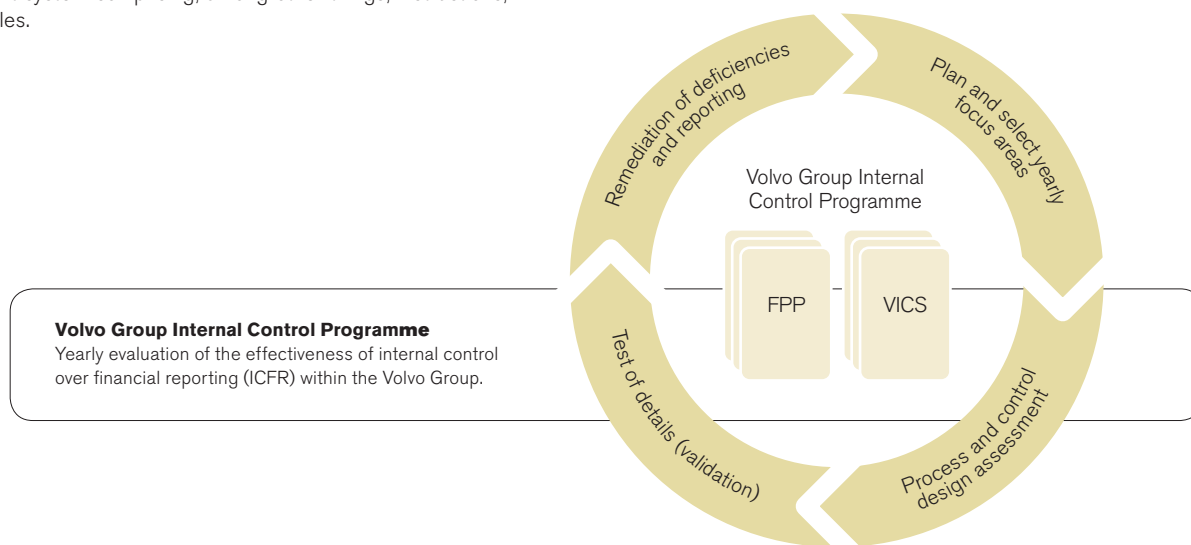 les.
Remediation of deficiencies
and reporting
Plan and select yearly
focus areas
Volvo Group Internal
Control Programme
FPP
VICS
Volvo Group Internal Control Programme
Yearly evaluation of the effectiveness of internal control
over financial reporting (ICFR) within the Volvo Group.
Test of details (validation)
Process and control
design assessment